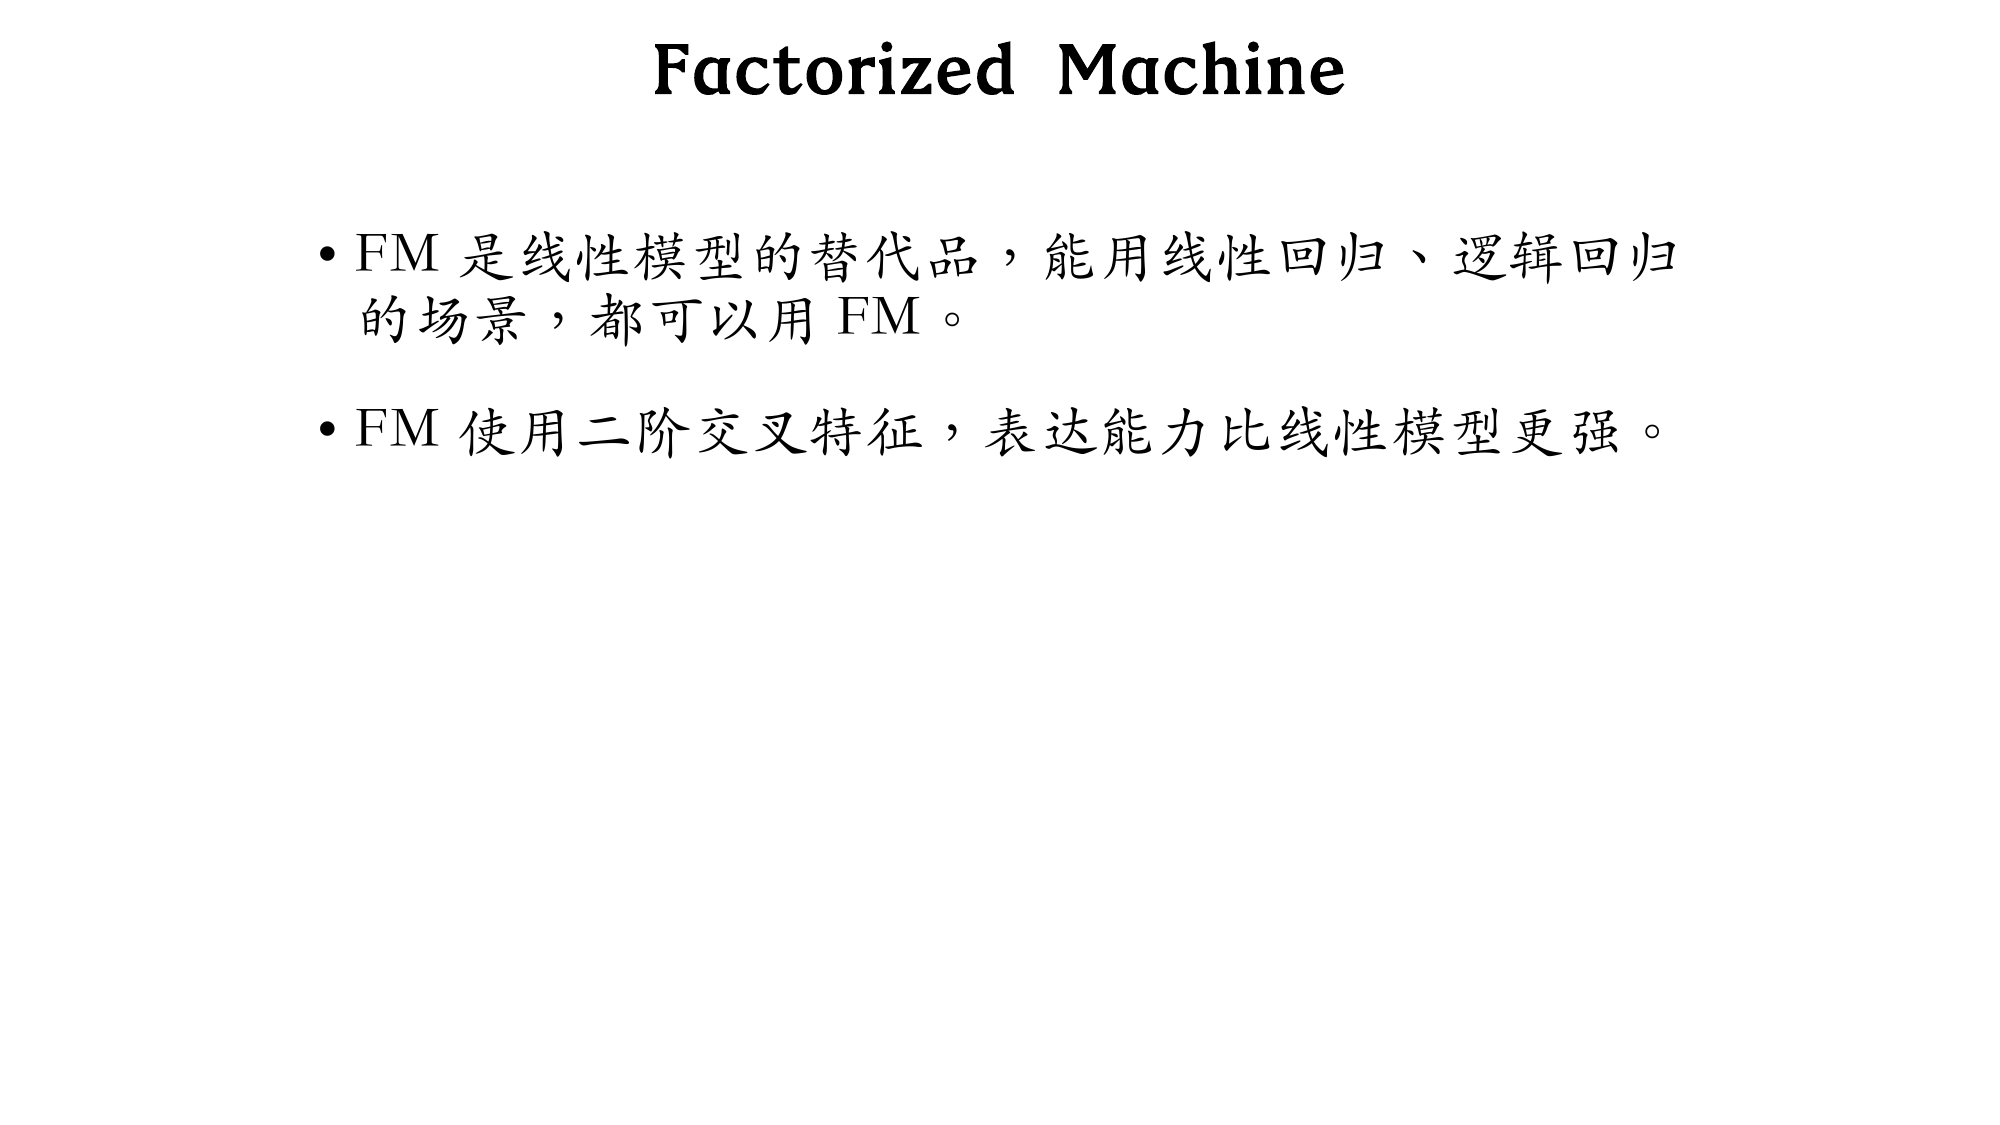 Factorized Machine
• FM 是线性模型的替代品，能用线性回归、逻辑回归
的场景，都可以用 FM。
• FM 使用二阶交叉特征，表达能力比线性模型更强。